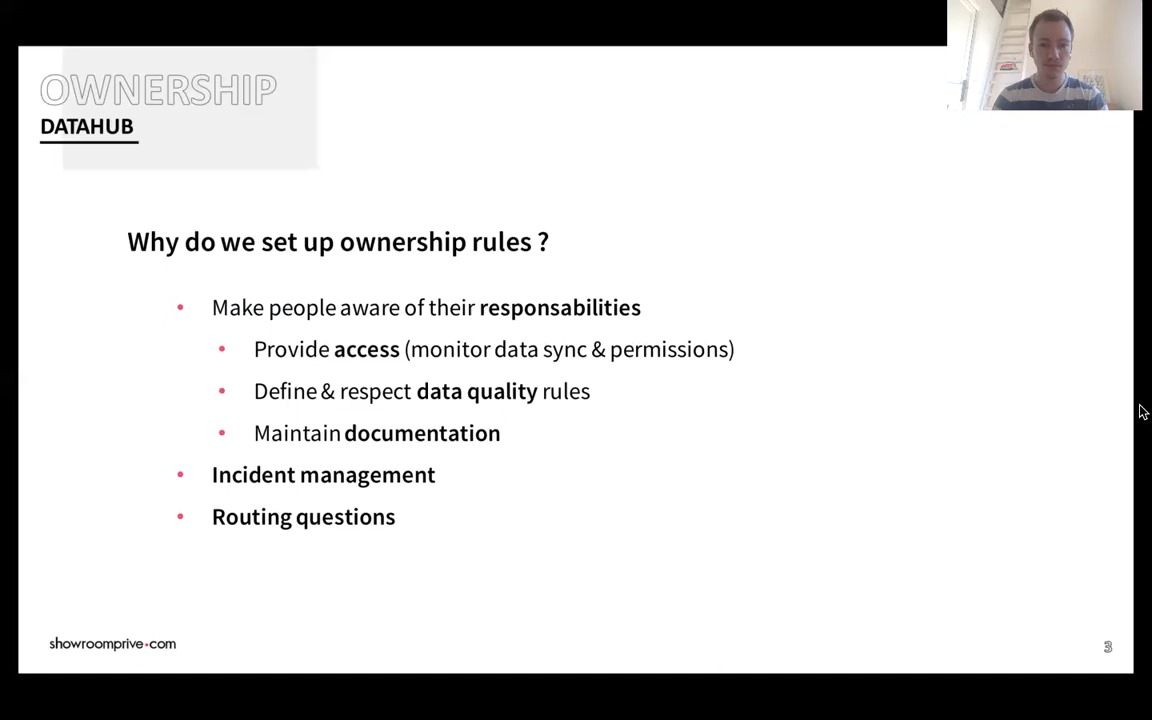 OWNERSHIP
DATAHUB
Why do we set up ownership rules ?
• Make people aware of their responsabilities
• Provide access (monitor data sync & permissions)
• Define & respect data quality rules
• Maintain documentation
• Incident management
• Routing questions
showroomprive•com
3